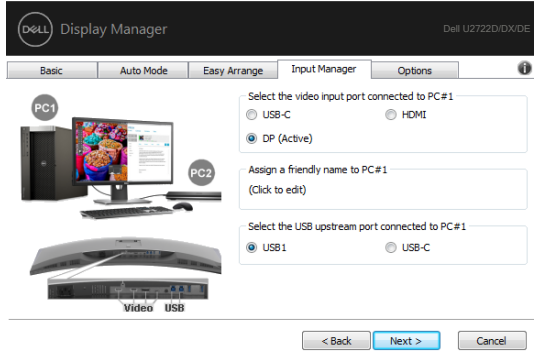 DELL Display Manager
Dell U2722D/DX/DE
Basic Auto Mode Easy Arrange Input Manager Options
Select the video input port connected to PC#1
USB-C HDMI
DP (Active)
PC1
PC2
Assign a friendly name to PC#1
(Click to edit)
Select the USB upstream port connected to PC#1
USB1 USB-C
Video USB
< Back Next > Cancel